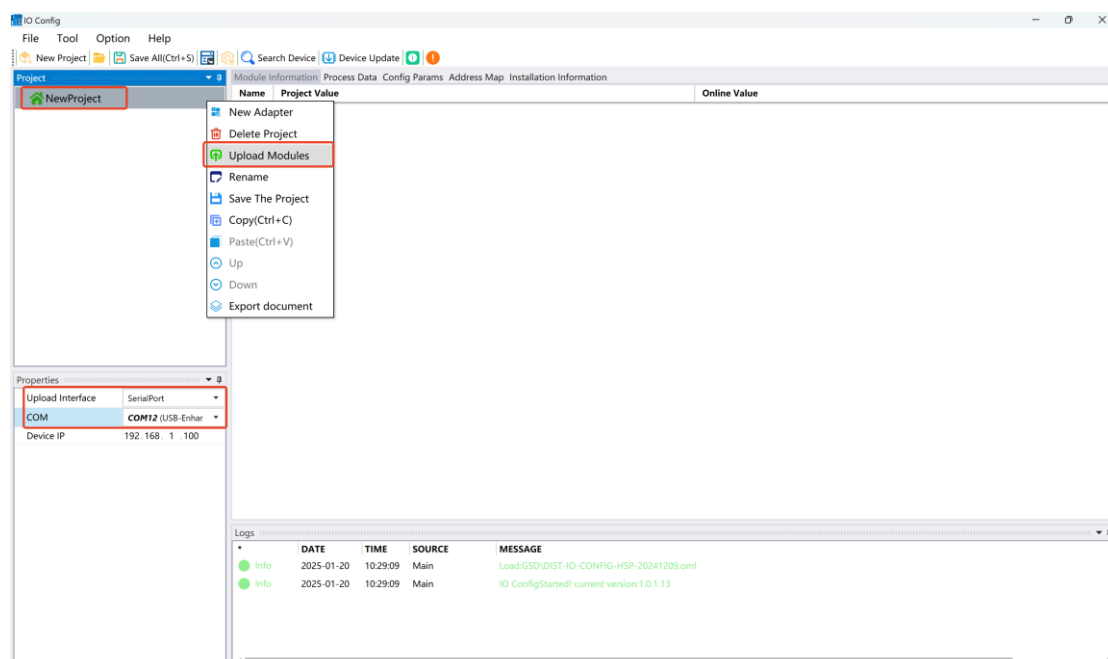 IO Config
File Tool Option Help
New Project Save All(Ctrl+S) Search Device Device Update
Project
Module Information Process Data Config Params Address Map Installation Information
Name Project Value Online Value
NewProject
New Adapter
Delete Project
Upload Modules
Rename
Save The Project
Copy(Ctrl+C)
Paste(Ctrl+V)
Up
Down
Export document
Properties
Upload Interface SerialPort
COM COM12 (USB-Enhar
Device IP 192.168. 1 .100
Logs
* DATE TIME SOURCE MESSAGE
Info 2025-01-20 10:29:09 Main Load:GSD\DIST-IO-CONFIG-HSP-20241209.oml
Info 2025-01-20 10:29:09 Main IO ConfigStarted! current version:1.0.1.13